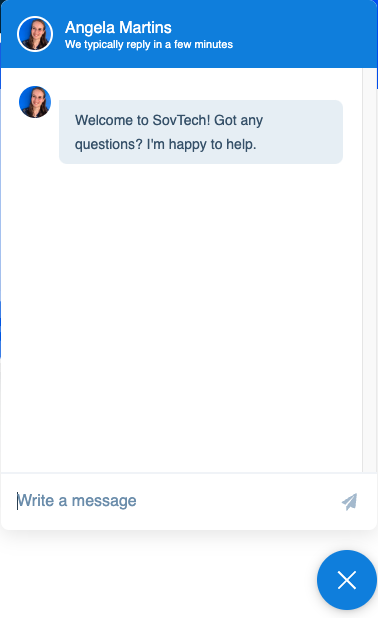 Angela Martins
We typically reply in a few minutes
Welcome to SovTech! Got any
questions? I'm happy to help.
Write a message